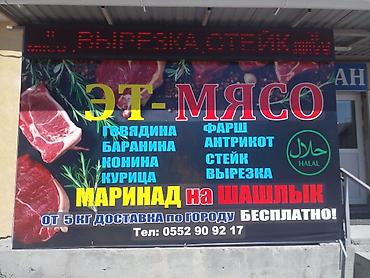 мясо,ВЫРЕЗКА,СТЕЙК
ЭТ-МЯСО
ГОВЯДИНА
БАРАНИНА
КОНИНА
КУРИЦА
ФАРШ
АНТРИКОТ
СТЕЙК
ВЫРЕЗКА
حلال
HALAL
МАРИНАД на ШАШЛЫК
ОТ 5 КГ ДОСТАВКА по ГОРОДУ БЕСПЛАТНО!
Тел: 0552 90 92 17